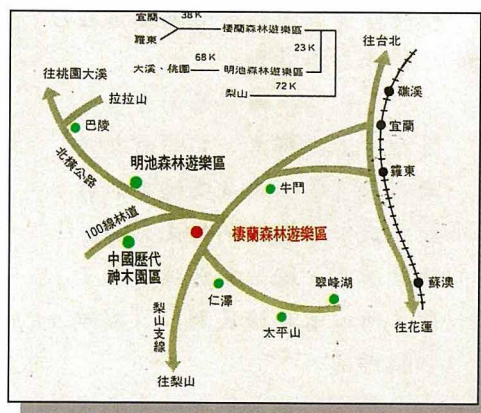 宜蘭
38 K
羅東
棲蘭森林遊樂區
23 K
大溪、桃園
68 K
明池森林遊樂區
梨山
72 K
往台北
往桃園大溪
拉拉山
巴陵
北橫公路
明池森林遊樂區
100線林道
中國歷代
神木園區
棲蘭森林遊樂區
牛鬥
礁溪
宜蘭
羅東
蘇澳
往花蓮
仁澤
太平山
翠峰湖
梨山支線
往梨山